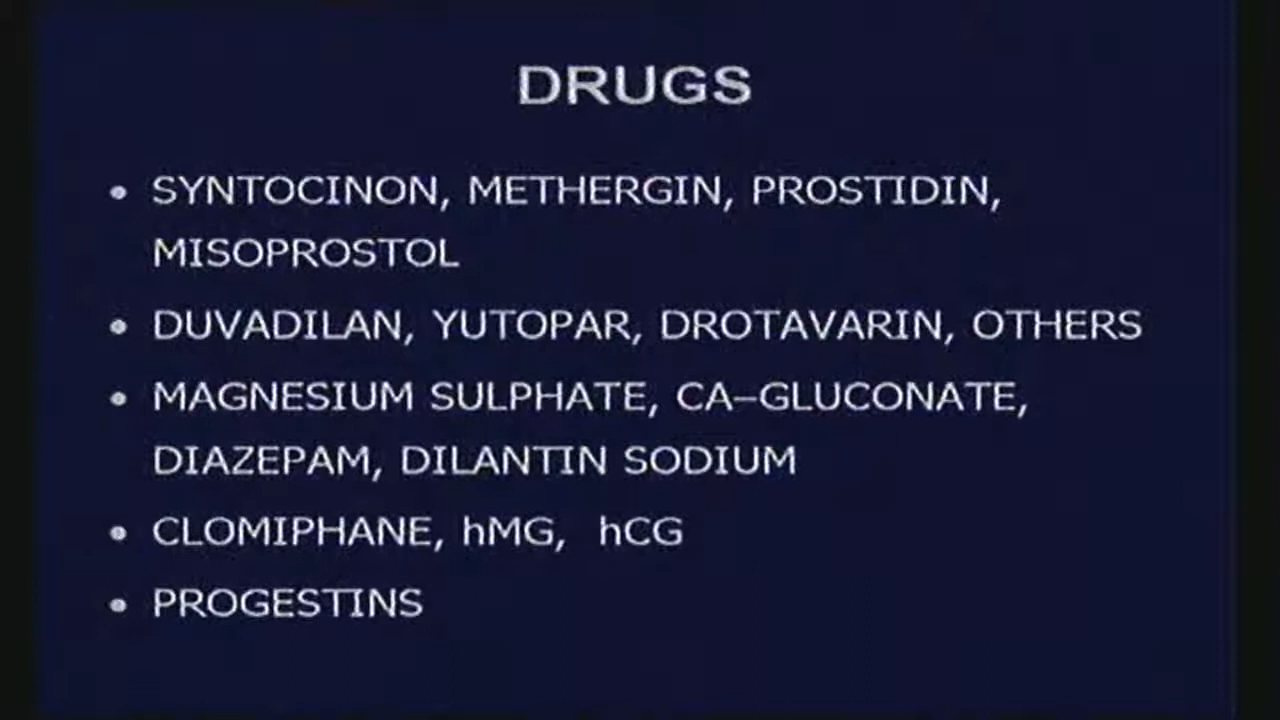 DRUGS
• SYNTOCINON, METHERGIN, PROSTIDIN,
MISOPROSTOL
• DUVADILAN, YUTOPAR, DROTAVARIN, OTHERS
• MAGNESIUM SULPHATE, CA–GLUCONATE,
DIAZEPAM, DILANTIN SODIUM
• CLOMIPHANE, hMG, hCG
• PROGESTINS